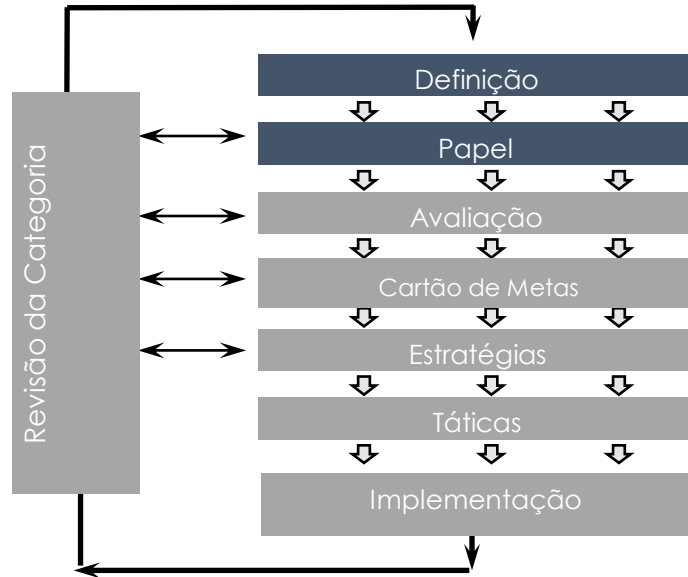 Definição
Papel
Avaliação
Cartão de Metas
Estratégias
Táticas
Implementação
Revisão da Categoria